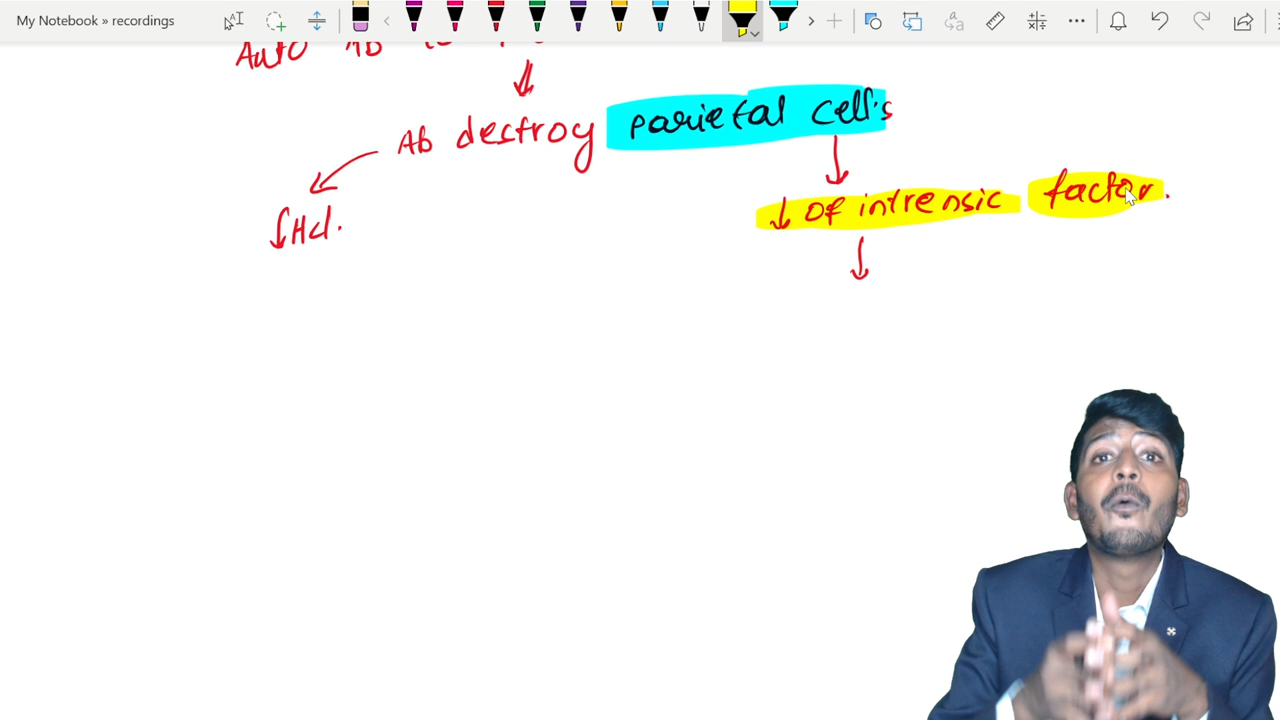 My Notebook » recordings
Auto Ab
Ab destroy parietal cell's
↓Hcl.
↓ of intrensic factor.